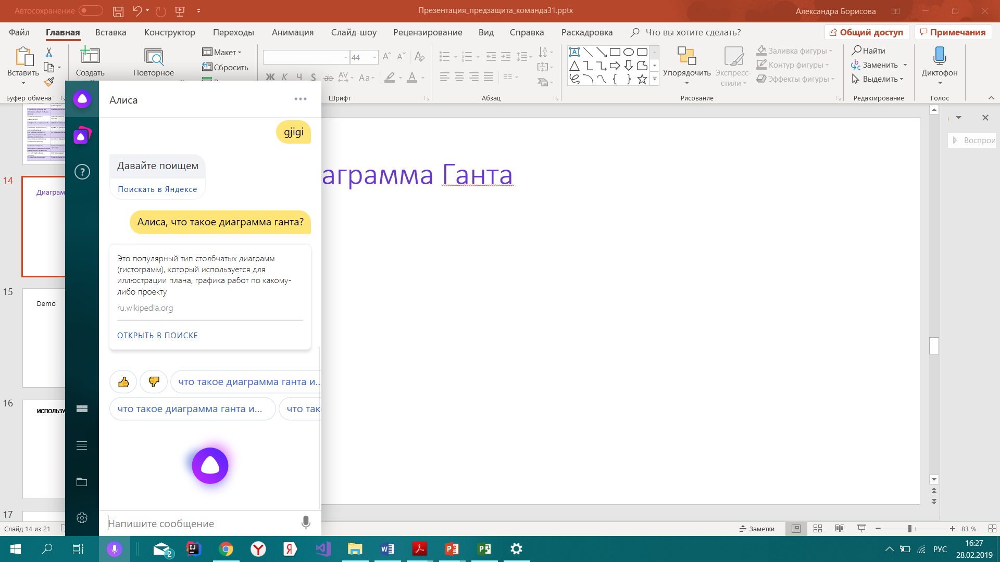 Автосохранение
Презентация_предзащита_команда31.pptx
Александра Борисова
Файл Главная Вставка Конструктор Переходы Анимация Слайд-шоу Рецензирование Вид Справка Раскадровка Что вы хотите сделать? Общий доступ Примечания
Вставить
Создать
Повторное
Макет
Сбросить
44
Ж К Ч S ab AV Aa A
Упорядочить
Экспресс-
стили
Заливка фигуры
Контур фигуры
Эффекты фигуры
Найти
Заменить
Выделить
Диктофон
Буфер обмена Шрифт Абзац Рисование Редактирование Голос
Алиса
gjigi
Давайте поищем
Поискать в Яндексе
Алиса, что такое диаграмма ганта?
Это популярный тип столбчатых диаграмм
(гистограмм), который используется для
иллюстрации плана, графика работ по какому-
либо проекту
ru.wikipedia.org
ОТКРЫТЬ В ПОИСКЕ
что такое диаграмма ганта и...
что такое диаграмма ганта и...
что так
Напишите сообщение
14
Диаграм
15
Demo
16
ИСПОЛЬЗУ
17
аграмма Ганта
Воспрои
Слайд 14 из 21
Заметки
83 %
2
РУС
16:27
28.02.2019